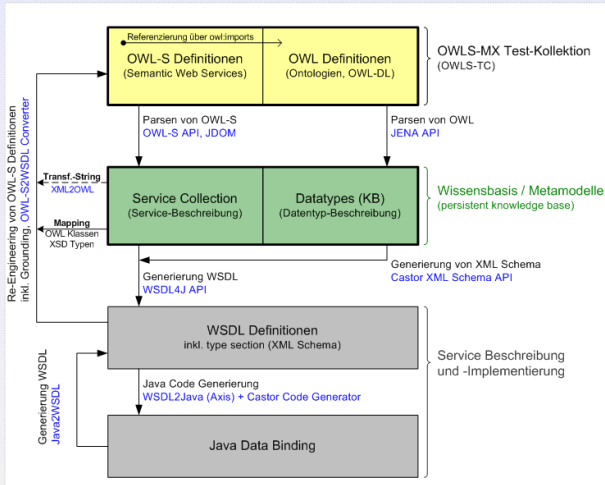 Referenzierung über owl:imports
OWL-S Definitionen
(Semantic Web Services)
OWL Definitionen
(Ontologien, OWL-DL)
OWLS-MX Test-Kollektion
(OWLS-TC)
Parsen von OWL-S
OWL-S API, JDOM
Parsen von OWL
JENA API
Transf.-String
XML2OWL
Mapping
OWL Klassen
XSD Typen
Service Collection
(Service-Beschreibung)
Datatypes (KB)
(Datentyp-Beschreibung)
Wissensbasis / Metamodelle
(persistent knowledge base)
Re-Engineering von OWL-S Definitionen
inkl. Grounding, OWL-S2WSDL Converter
Generierung WSDL
WSDL4J API
Generierung von XML Schema
Castor XML Schema API
WSDL Definitionen
inkl. type section (XML Schema)
Service Beschreibung
und -Implementierung
Generierung WSDL
Java2WSDL
Java Code Generierung
WSDL2Java (Axis) + Castor Code Generator
Java Data Binding